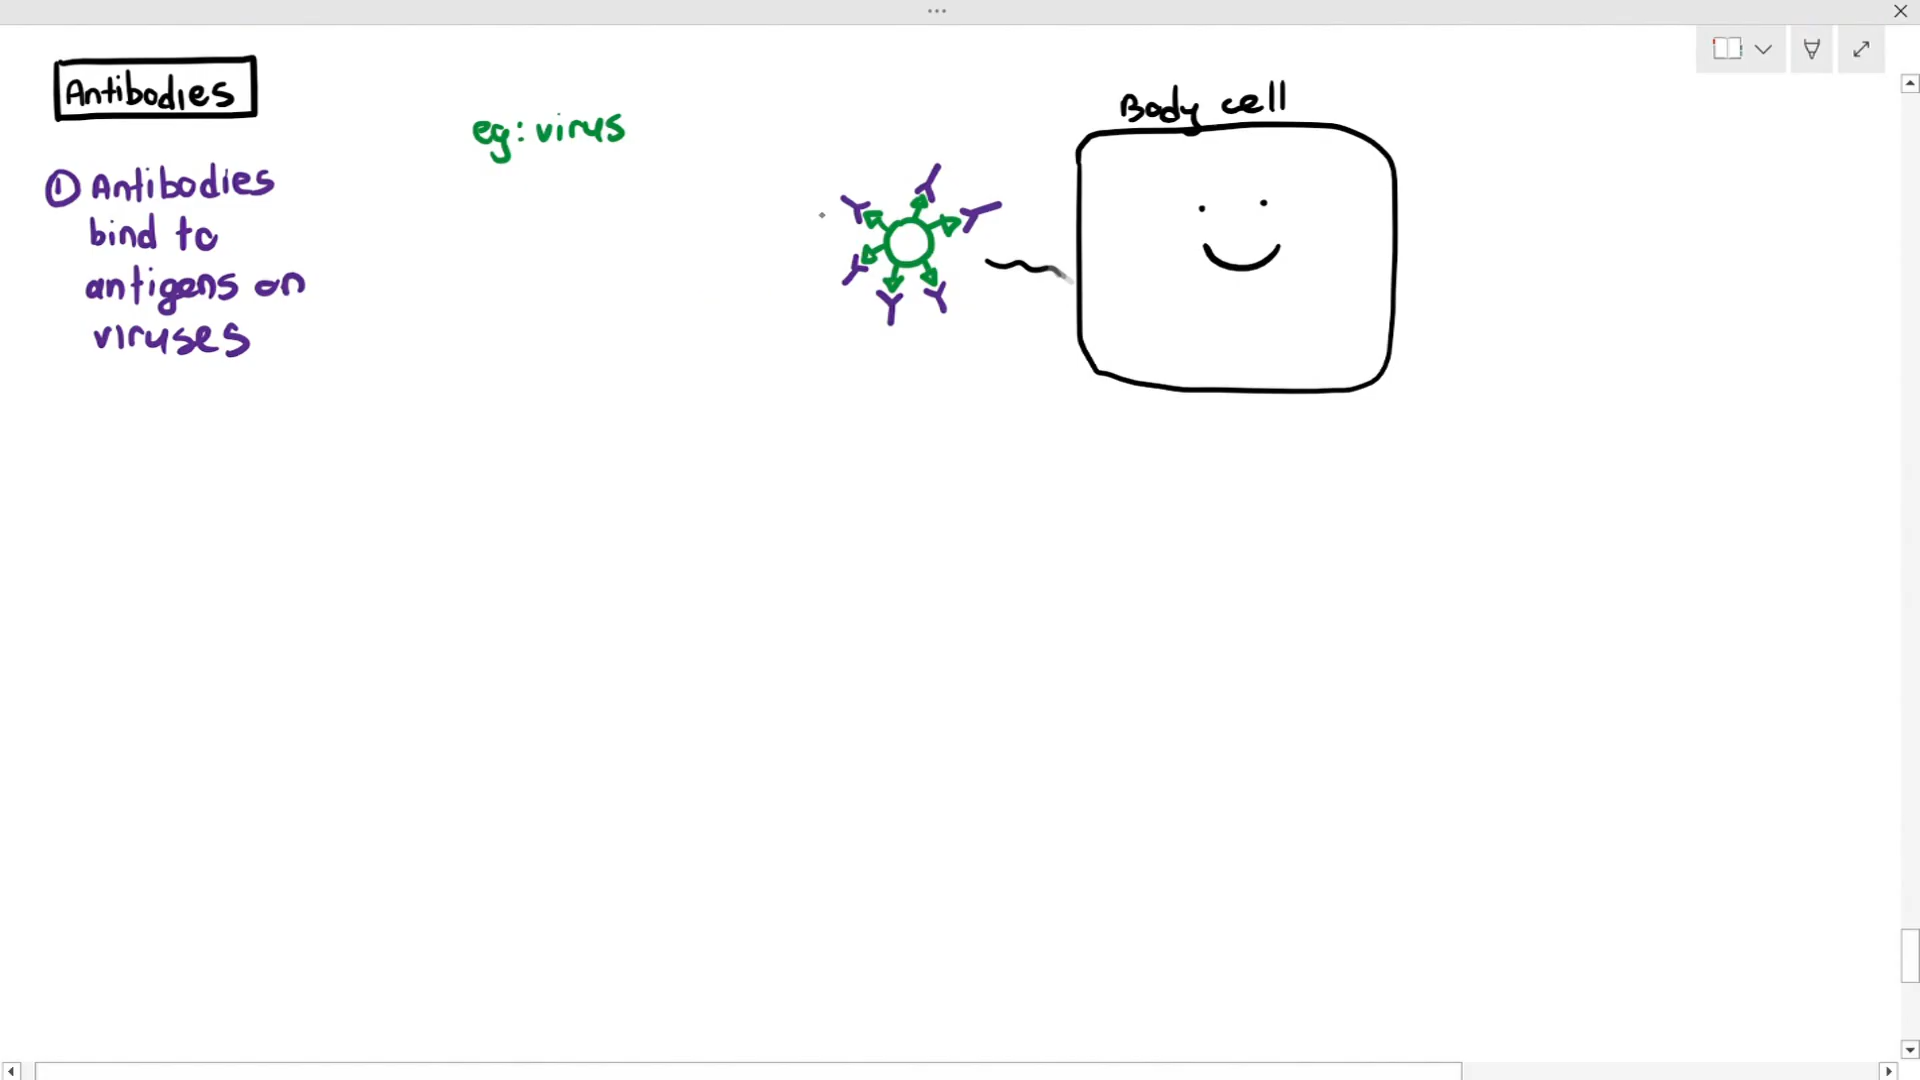 Antibodies
eg: virus
Body cell
① Antibodies
bind to
antigens on
viruses